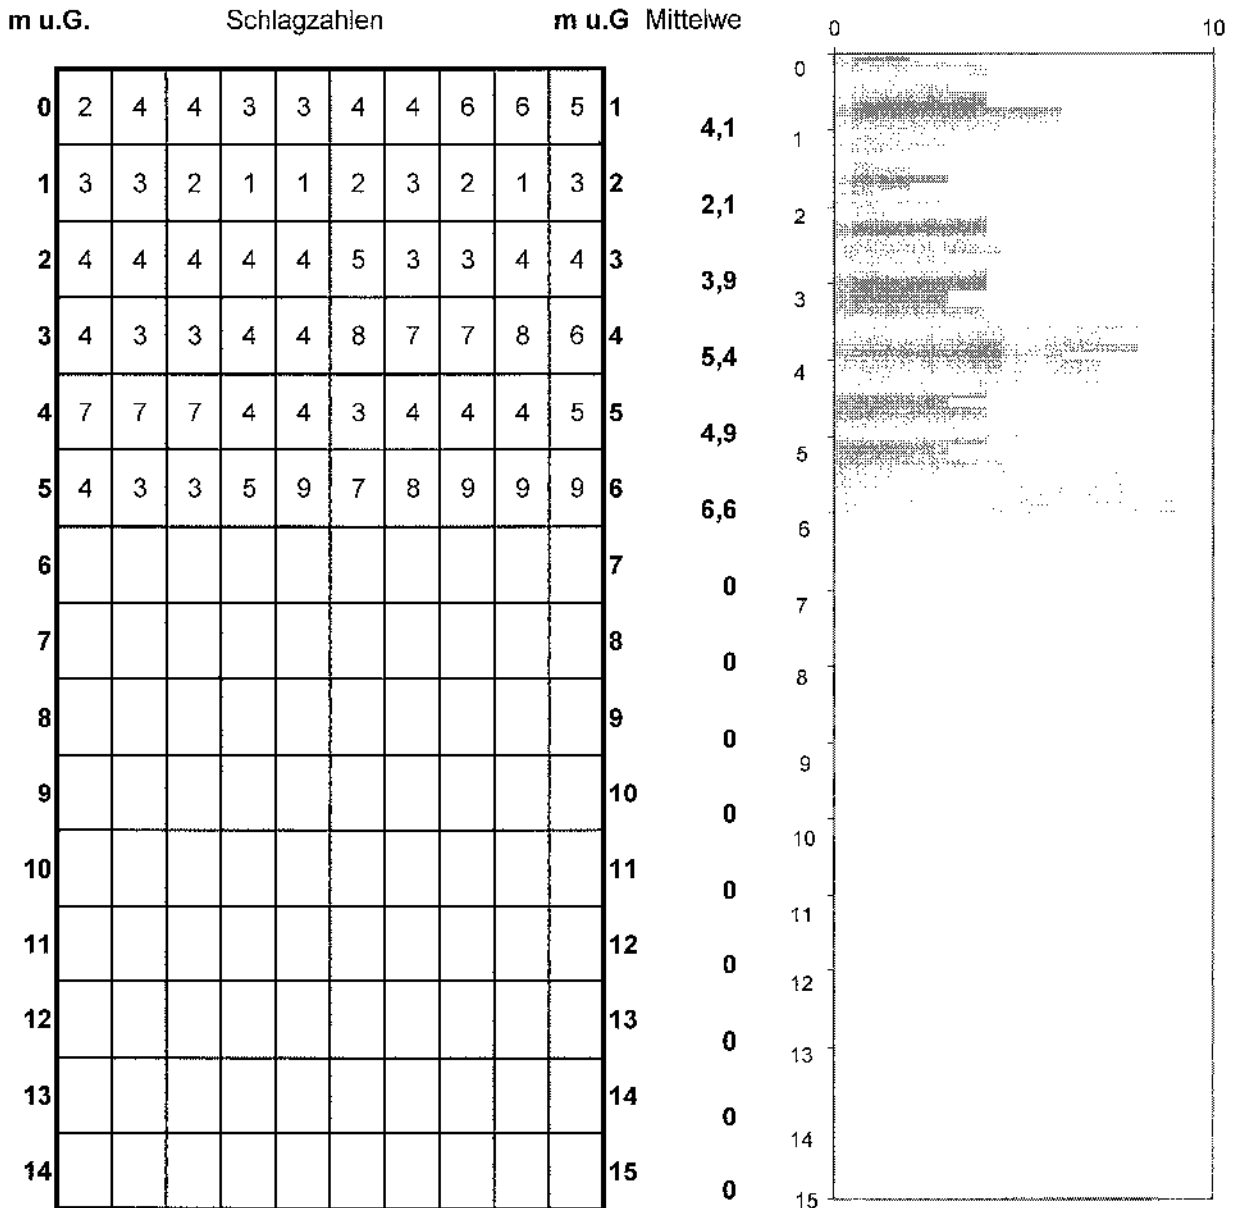 m u.G. Schlagzahlen m u.G Mittelwe 0 10
0 2 4 4 3 3 4 4 6 6 5 1 4,1 0
1 3 3 2 1 1 2 3 2 1 3 2 2,1 1
2 4 4 4 4 4 5 3 3 4 4 3 3,9 2
3 4 3 3 4 4 8 7 7 8 6 4 5,4 3
4 7 7 7 4 4 3 4 4 4 5 5 4,9 4
5 4 3 3 5 9 7 8 9 9 9 6 6,6 5
6 7 0 6
7 8 0 7
8 9 0 8
9 10 0 9
10 11 0 10
11 12 0 11
12 13 0 12
13 14 0 13
14 15 0 14
15